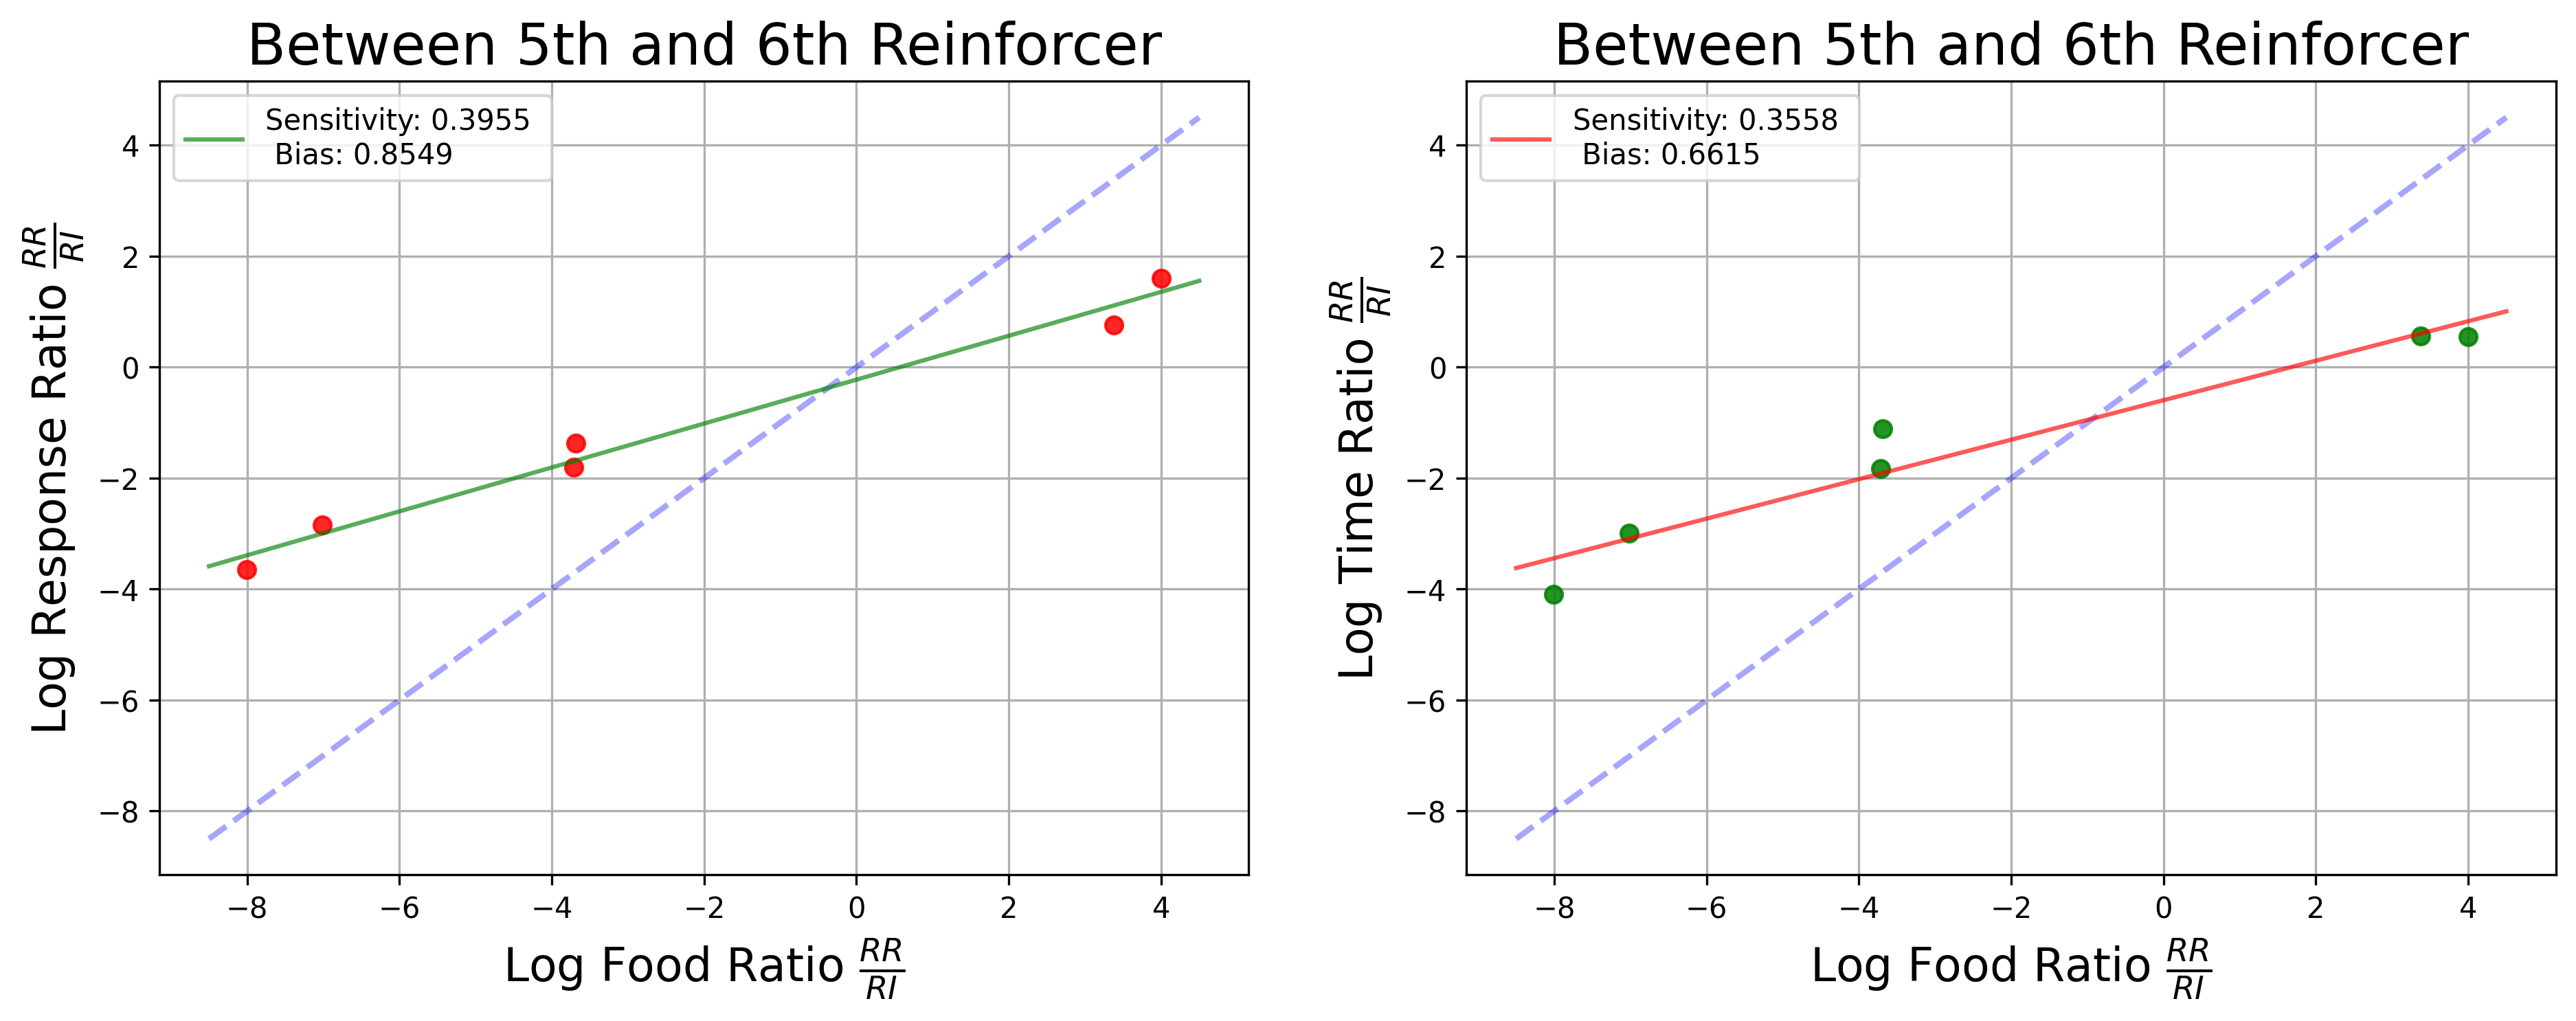 Between 5th and 6th Reinforcer
Sensitivity: 0.3955
Bias: 0.8549
4
2
0
−2
−4
−6
−8
Log Response Ratio RR/RI
−8 −6 −4 −2 0 2 4
Log Food Ratio RR/RI
Between 5th and 6th Reinforcer
Sensitivity: 0.3558
Bias: 0.6615
4
2
0
−2
−4
−6
−8
Log Time Ratio RR/RI
−8 −6 −4 −2 0 2 4
Log Food Ratio RR/RI